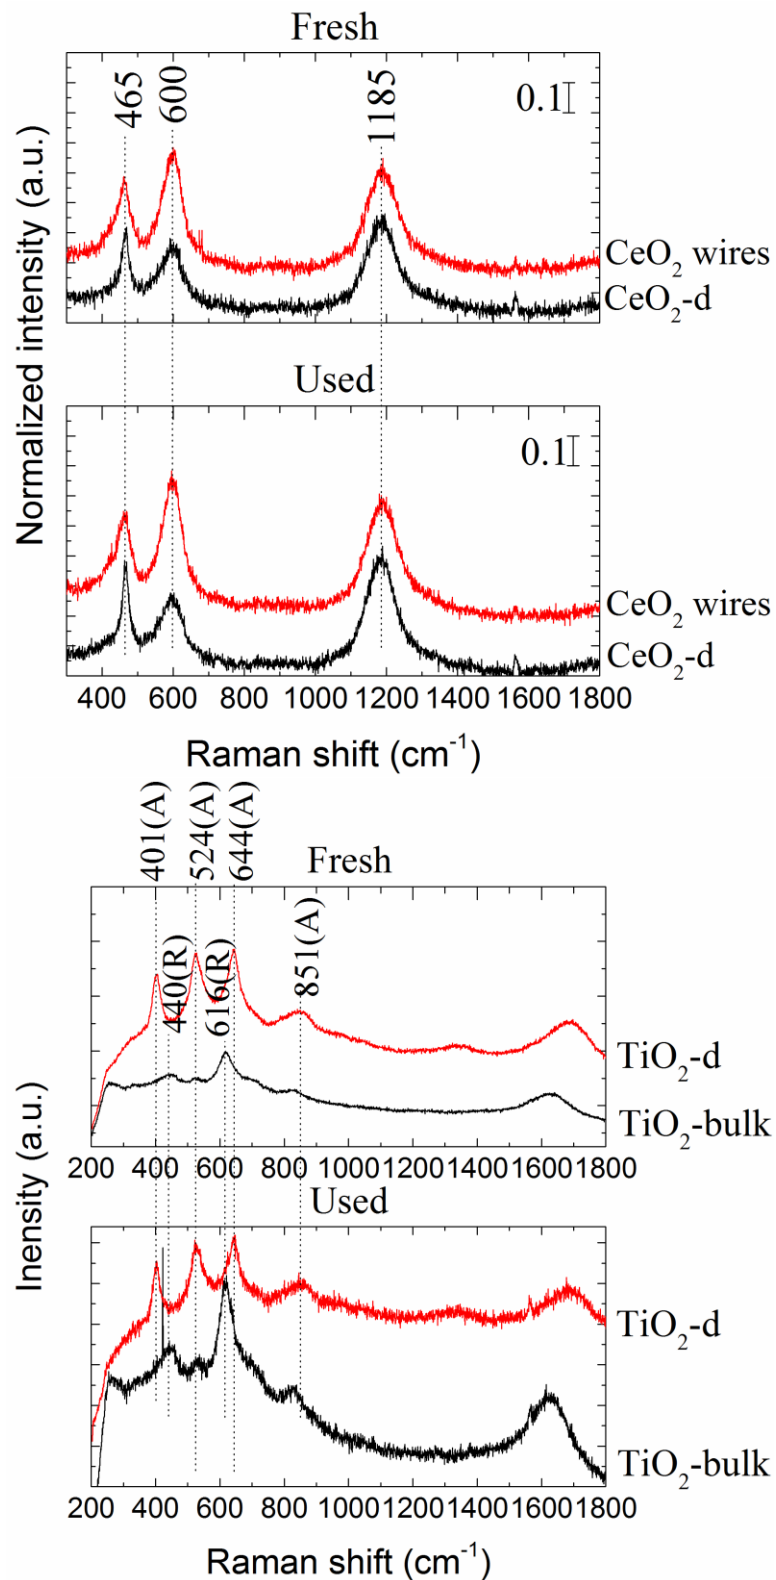 Fresh
465
600
1185
0.1
CeO₂ wires
CeO₂-d
Normalized intensity (a.u.)
Used
0.1
CeO₂ wires
CeO₂-d
400 600 800 1000 1200 1400 1600 1800
Raman shift (cm⁻¹)
401(A)
524(A)
644(A)
Fresh
440(R)
616(R)
851(A)
TiO₂-d
TiO₂-bulk
200 400 600 800 1000 1200 1400 1600 1800
Inensity (a.u.)
Used
TiO₂-d
TiO₂-bulk
200 400 600 800 1000 1200 1400 1600 1800
Raman shift (cm⁻¹)